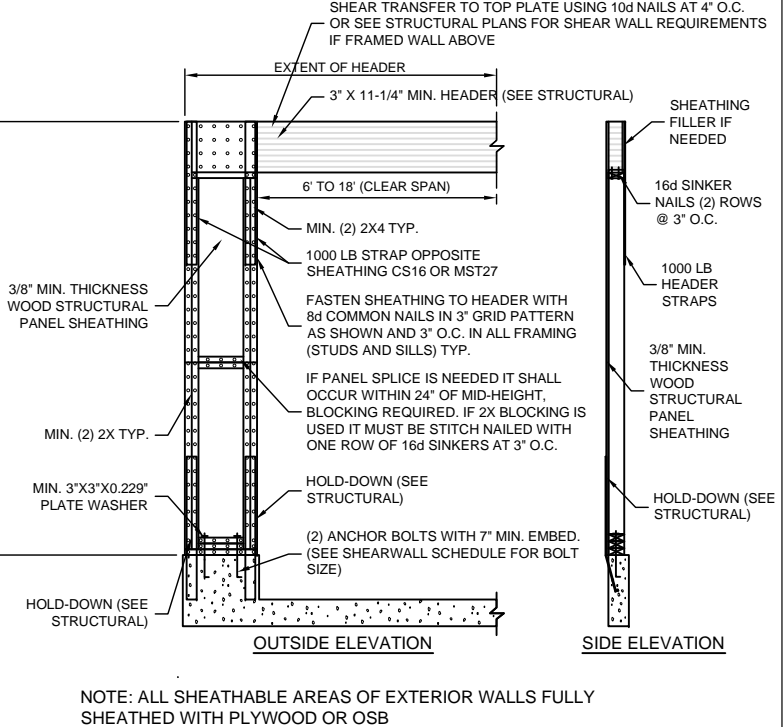 SHEAR TRANSFER TO TOP PLATE USING 10d NAILS AT 4" O.C.
OR SEE STRUCTURAL PLANS FOR SHEAR WALL REQUIREMENTS
IF FRAMED WALL ABOVE
EXTENT OF HEADER
3" X 11-1/4" MIN. HEADER (SEE STRUCTURAL)
6' TO 18' (CLEAR SPAN)
MIN. (2) 2X4 TYP.
1000 LB STRAP OPPOSITE
SHEATHING CS16 OR MST27
3/8" MIN. THICKNESS
WOOD STRUCTURAL
PANEL SHEATHING
FASTEN SHEATHING TO HEADER WITH
8d COMMON NAILS IN 3" GRID PATTERN
AS SHOWN AND 3" O.C. IN ALL FRAMING
(STUDS AND SILLS) TYP.
IF PANEL SPLICE IS NEEDED IT SHALL
OCCUR WITHIN 24" OF MID-HEIGHT,
BLOCKING REQUIRED. IF 2X BLOCKING IS
USED IT MUST BE STITCH NAILED WITH
ONE ROW OF 16d SINKERS AT 3" O.C.
MIN. (2) 2X TYP.
MIN. 3"X3"X0.229"
PLATE WASHER
HOLD-DOWN (SEE
STRUCTURAL)
(2) ANCHOR BOLTS WITH 7" MIN. EMBED.
(SEE SHEARWALL SCHEDULE FOR BOLT
SIZE)
HOLD-DOWN (SEE
STRUCTURAL)
OUTSIDE ELEVATION
SHEATHING
FILLER IF
NEEDED
16d SINKER
NAILS (2) ROWS
@ 3" O.C.
1000 LB
HEADER
STRAPS
3/8" MIN.
THICKNESS
WOOD
STRUCTURAL
PANEL
SHEATHING
HOLD-DOWN (SEE
STRUCTURAL)
SIDE ELEVATION
NOTE: ALL SHEATHABLE AREAS OF EXTERIOR WALLS FULLY
SHEATHED WITH PLYWOOD OR OSB